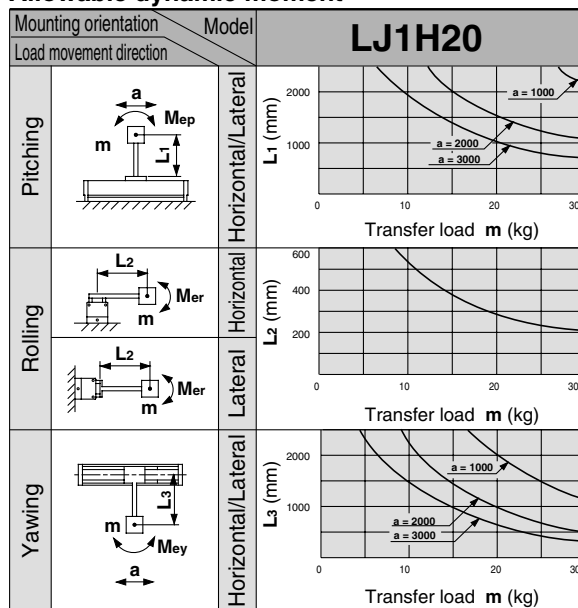 Allowable dynamic moment
Mounting orientation
Model
Load movement direction
LJ1H20
Pitching
a
Mep
m
L1
Horizontal/Lateral
L1 (mm)
2000
1000
a = 1000
a = 2000
a = 3000
0 10 20 30
Transfer load m (kg)
Rolling
L2
Mer
m
Horizontal
L2
Mer
m
Lateral
L2 (mm)
600
400
200
0 10 20 30
Transfer load m (kg)
Yawing
L3
m
Mey
a
Horizontal/Lateral
L3 (mm)
2000
1000
a = 1000
a = 2000
a = 3000
0 10 20 30
Transfer load m (kg)